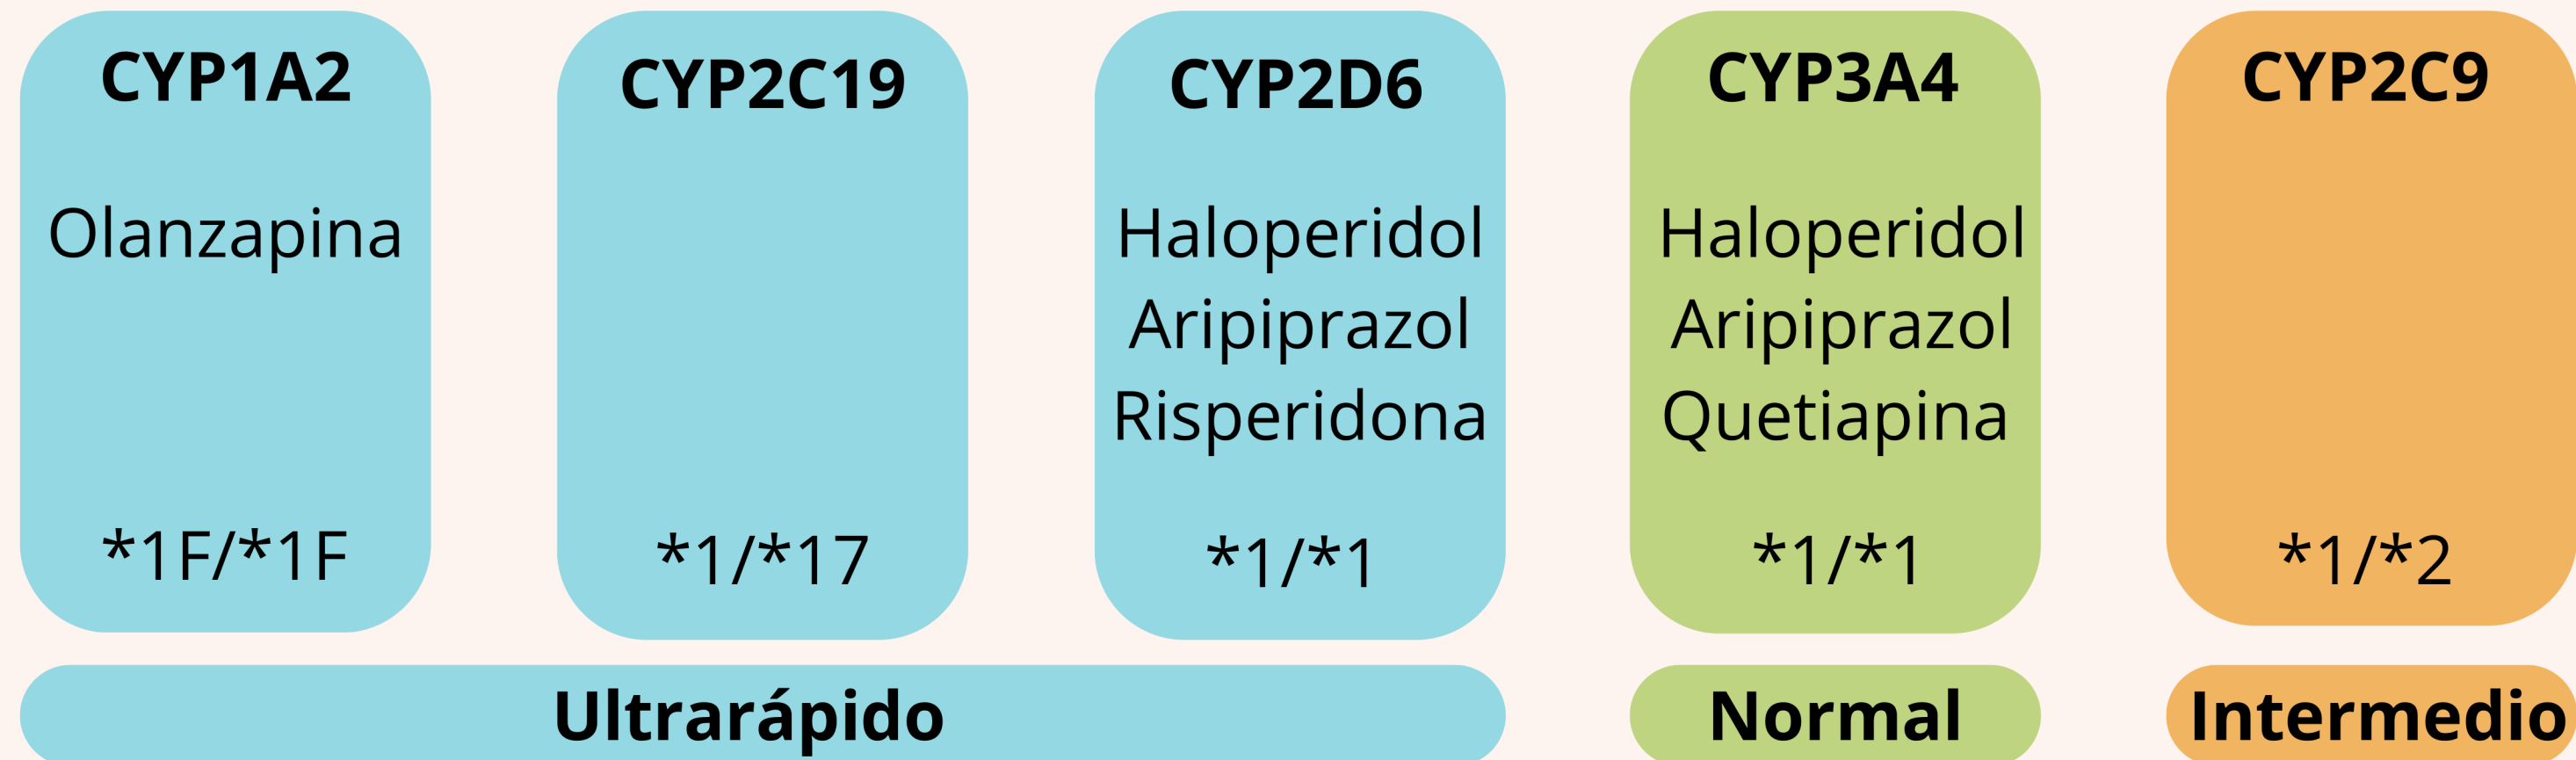 CYP1A2
Olanzapina
*1F/*1F
CYP2C19
*1/*17
CYP2D6
Haloperidol
Aripiprazol
Risperidona
*1/*1
CYP3A4
Haloperidol
Aripiprazol
Quetiapina
*1/*1
CYP2C9
*1/*2
Ultrarápido
Normal
Intermedio